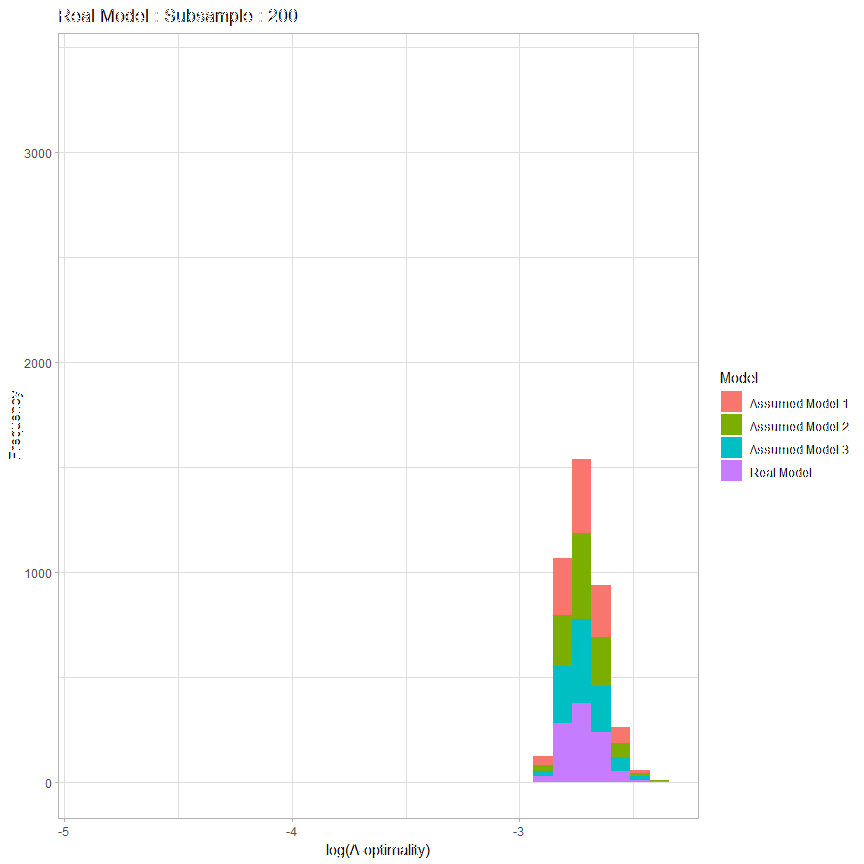 Real Model : Subsample : 200
3000
2000
1000
0
Frequency
-5
-4
-3
log(A-optimality)
Model
Assumed Model 1
Assumed Model 2
Assumed Model 3
Real Model